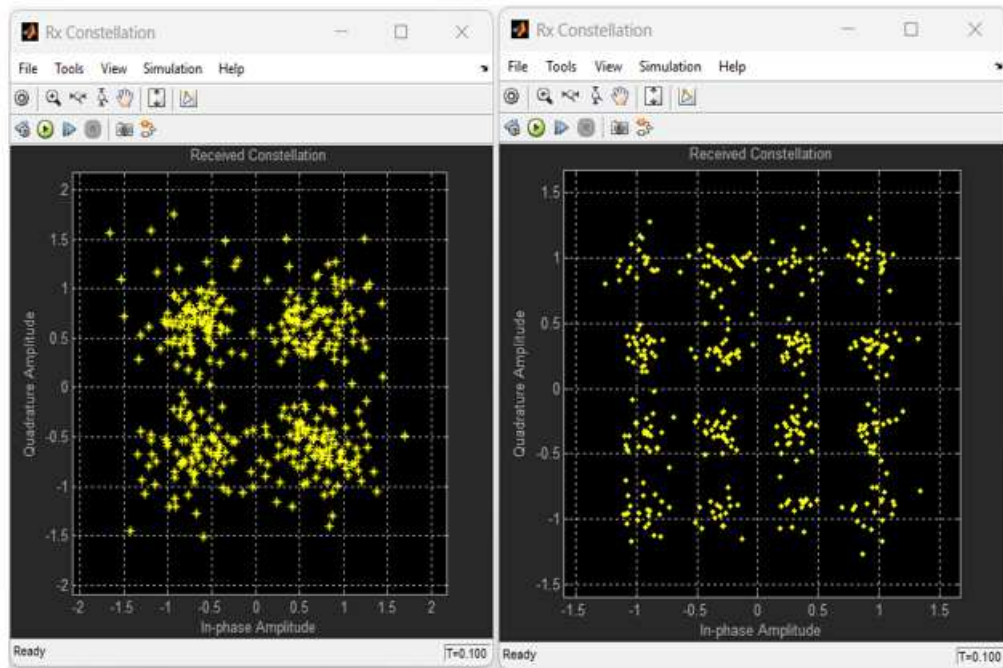 Rx Constellation
File Tools View Simulation Help
Received Constellation
2
1.5
1
0.5
0
-0.5
-1
-1.5
-2
Quadrature Amplitude
-2 -1.5 -1 -0.5 0 0.5 1 1.5 2
In-phase Amplitude
Ready T=0.100
Rx Constellation
File Tools View Simulation Help
Received Constellation
1.5
1
0.5
0
-0.5
-1
-1.5
Quadrature Amplitude
-1.5 -1 -0.5 0 0.5 1 1.5
In-phase Amplitude
Ready T=0.100